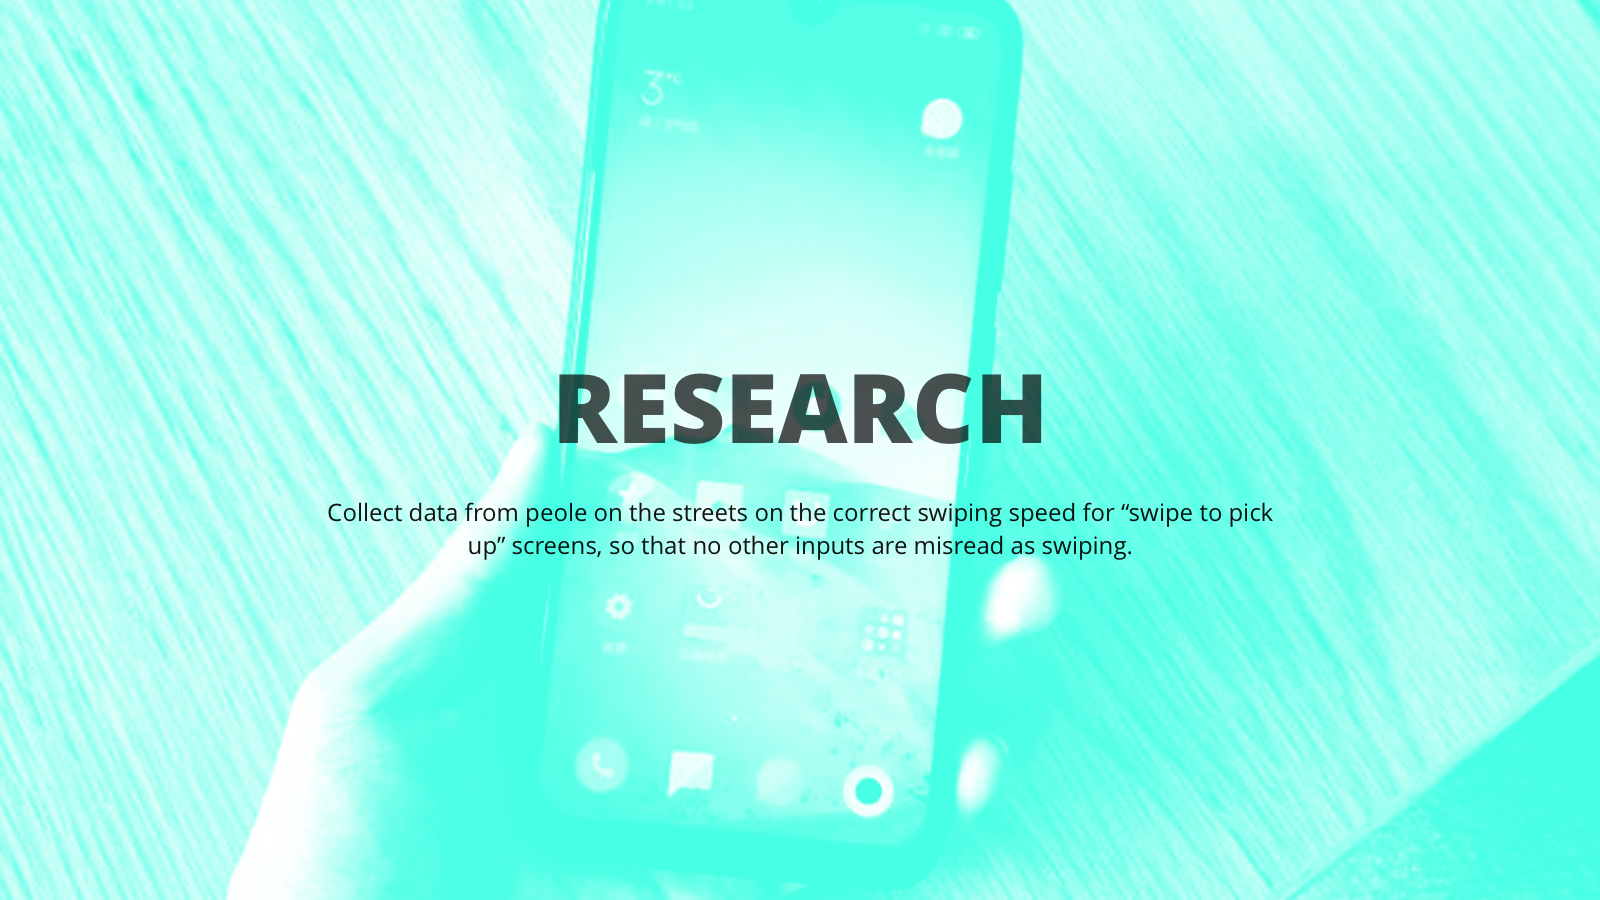 3°C
RESEARCH
Collect data from peole on the streets on the correct swiping speed for “swipe to pick
up” screens, so that no other inputs are misread as swiping.